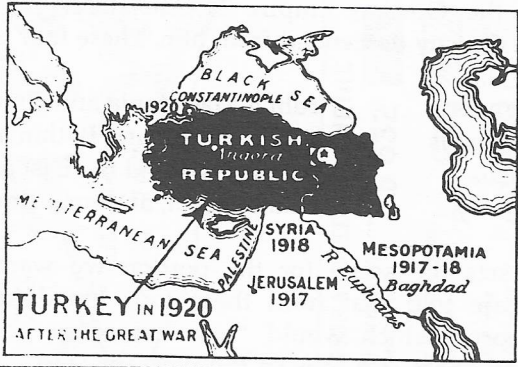 BLACK SEA
CONSTANTINOPLE
1920
TURKISH
Angora
REPUBLIC
MEDITERRANEAN SEA
PALESTINE
SYRIA
1918
MESOPOTAMIA
1917-18
Baghdad
R Euphrates
JERUSALEM
1917
TURKEY IN 1920
AFTER THE GREAT WAR